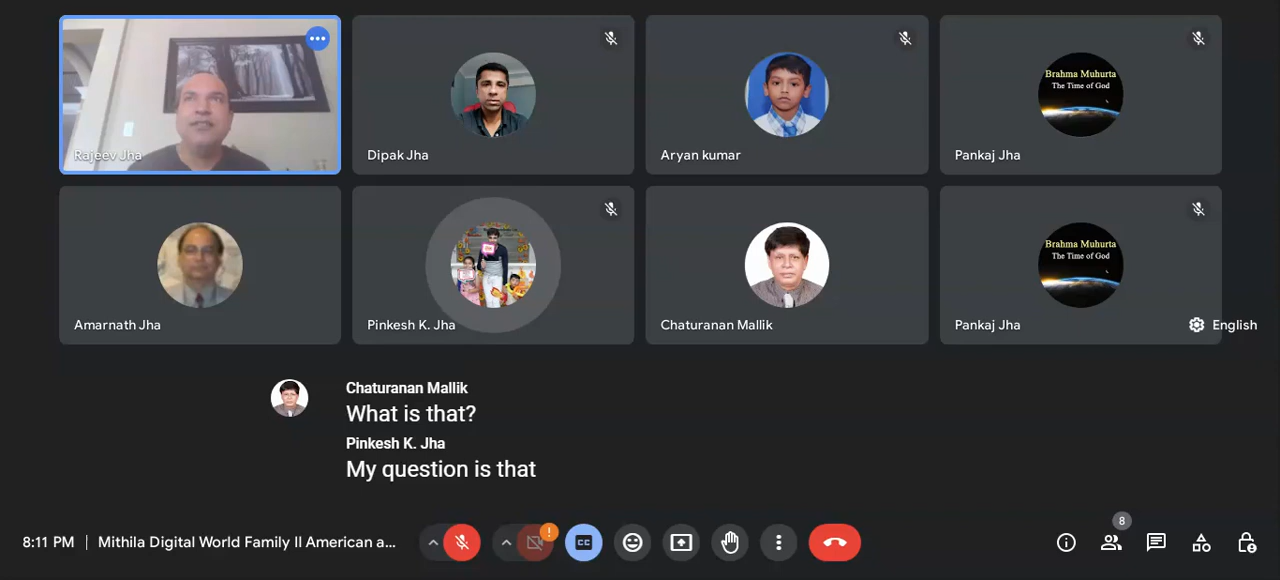 Rajeev Jha
Dipak Jha
Aryan kumar
Brahma Muhurta
The Time of God
Pankaj Jha
Amarnath Jha
Pinkesh K. Jha
Chaturanan Mallik
Brahma Muhurta
The Time of God
Pankaj Jha
English
Chaturanan Mallik
What is that?
Pinkesh K. Jha
My question is that
8:11 PM | Mithila Digital World Family II American a...
CC
8